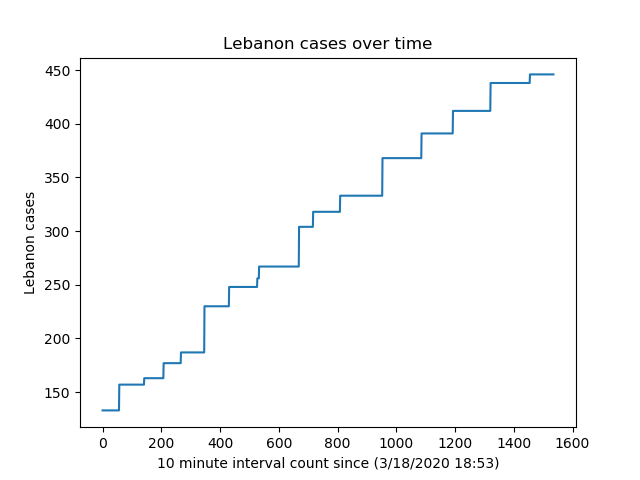 Lebanon cases over time
450
400
350
300
250
200
150
Lebanon cases
0 200 400 600 800 1000 1200 1400 1600
10 minute interval count since (3/18/2020 18:53)